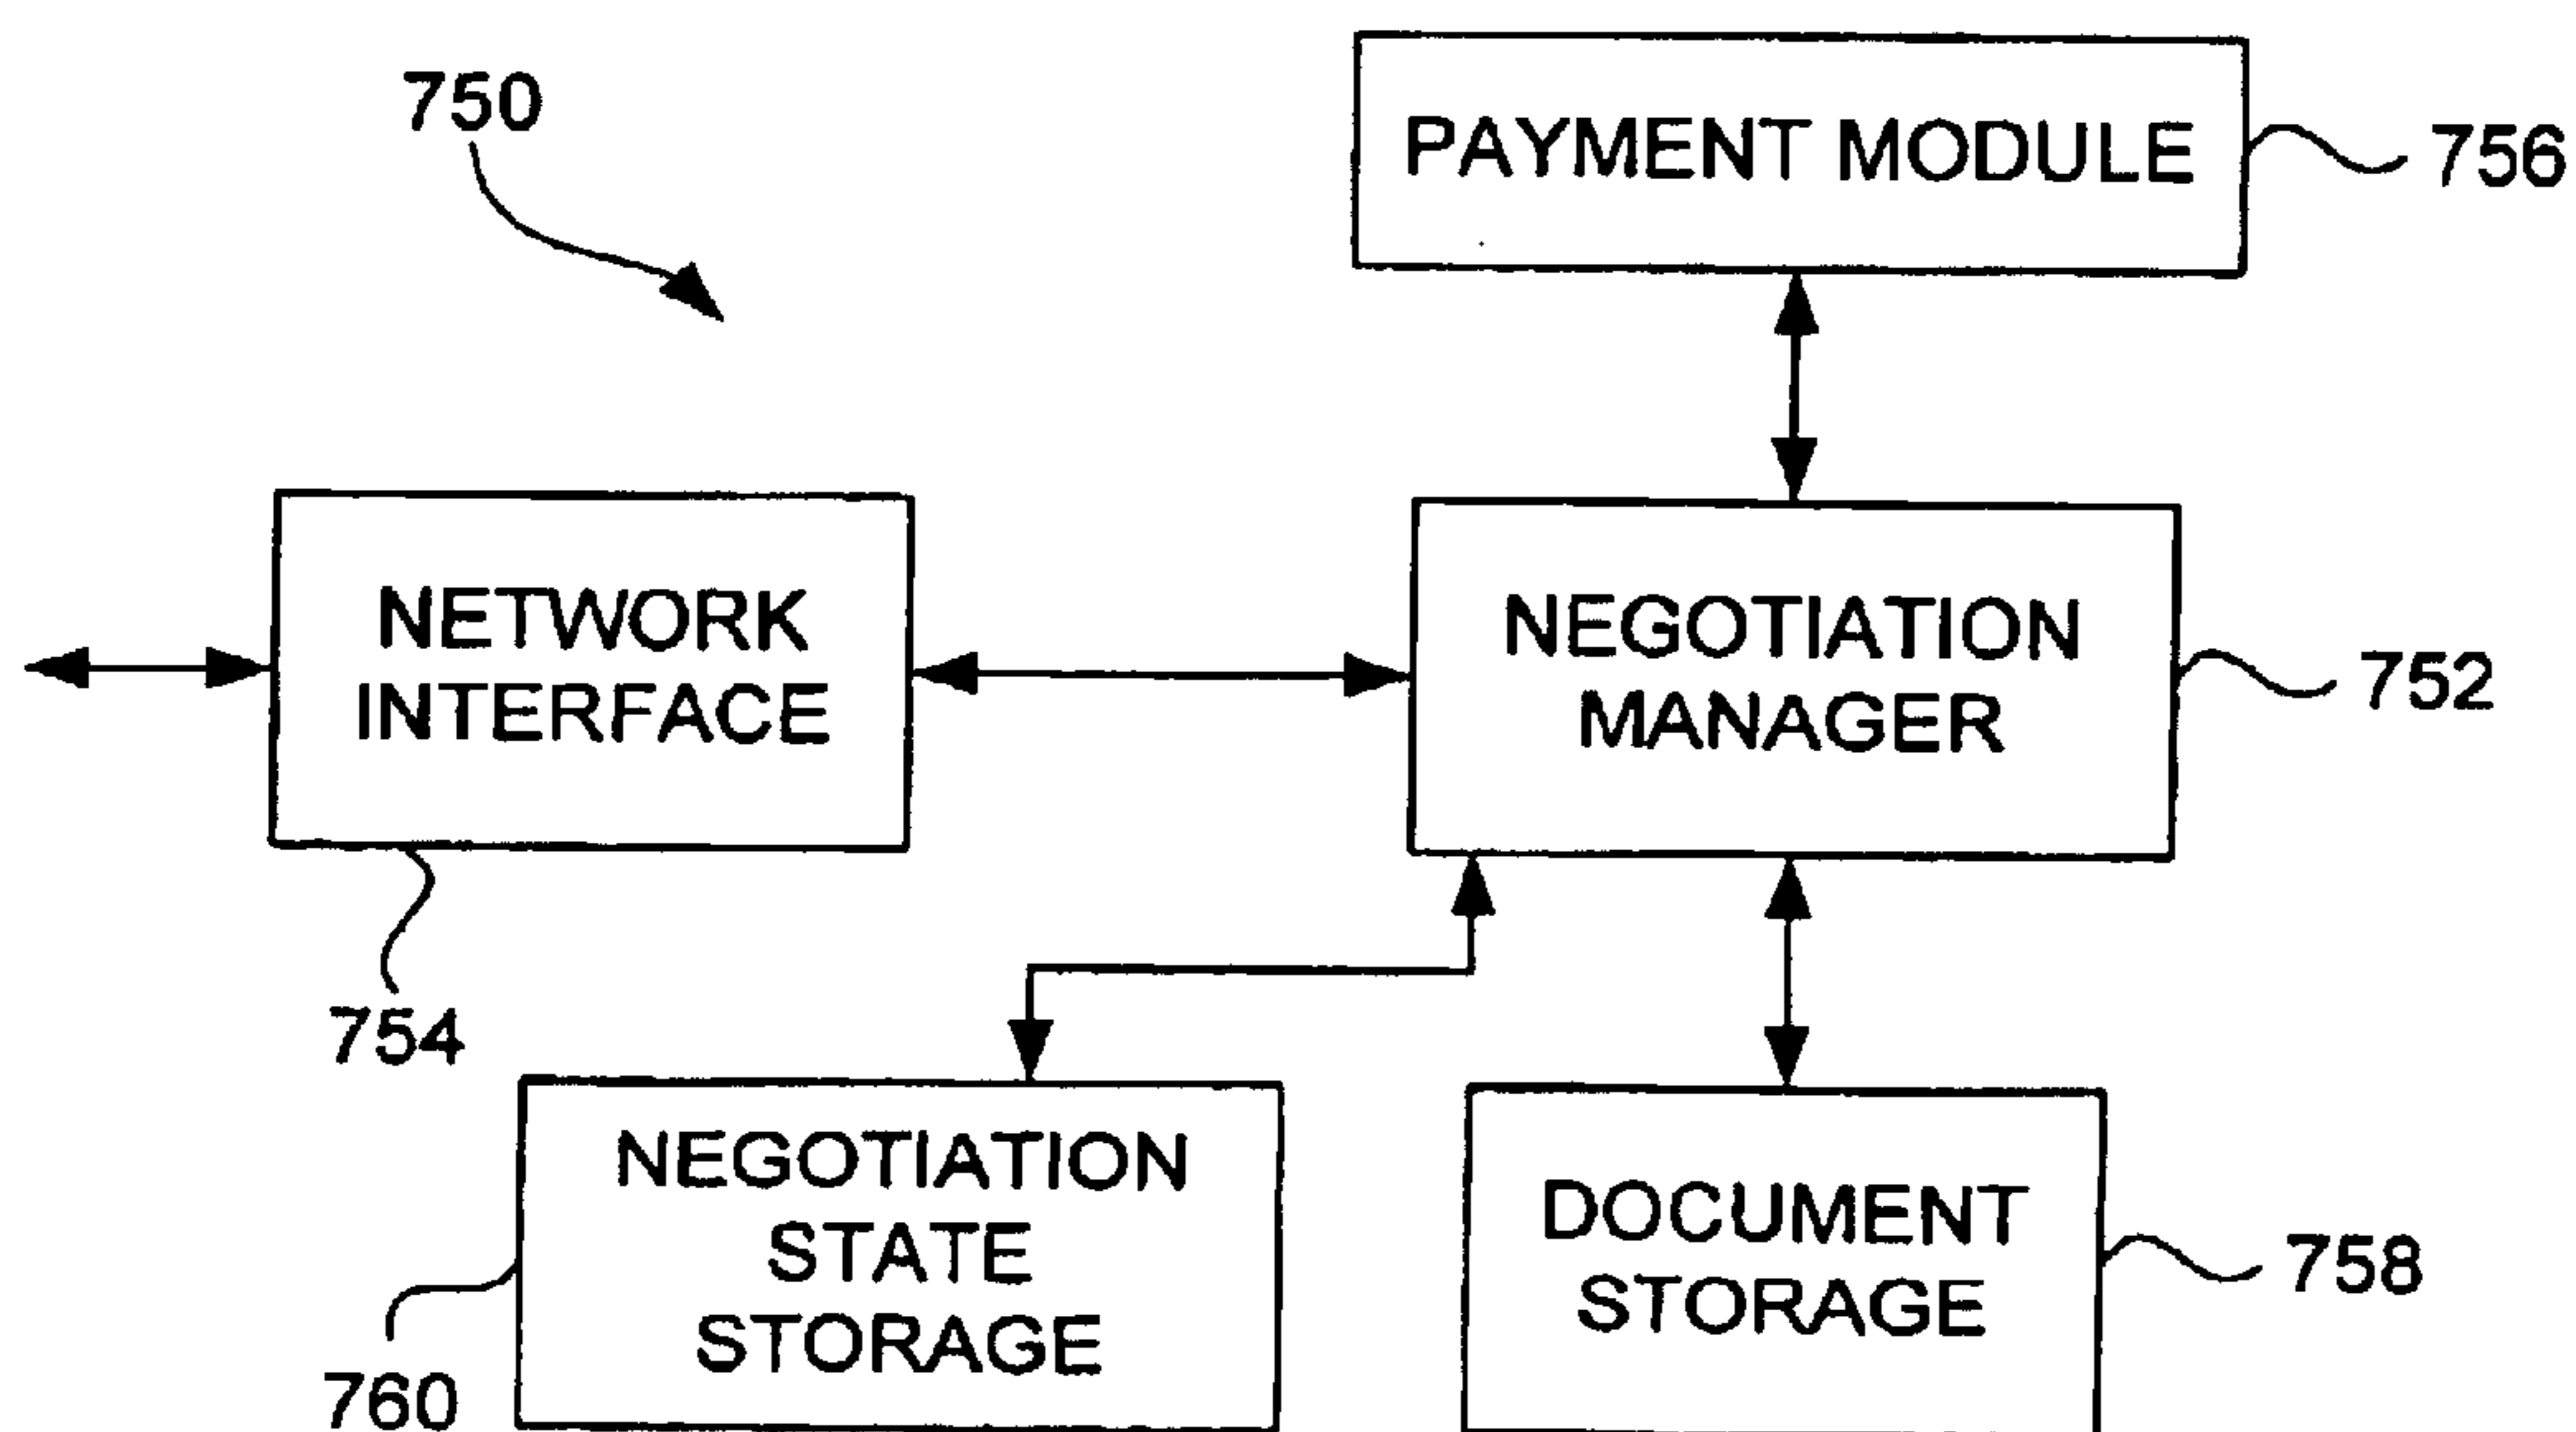 750
PAYMENT MODULE
756
NETWORK
INTERFACE
754
NEGOTIATION
MANAGER
752
NEGOTIATION
STATE
STORAGE
760
DOCUMENT
STORAGE
758